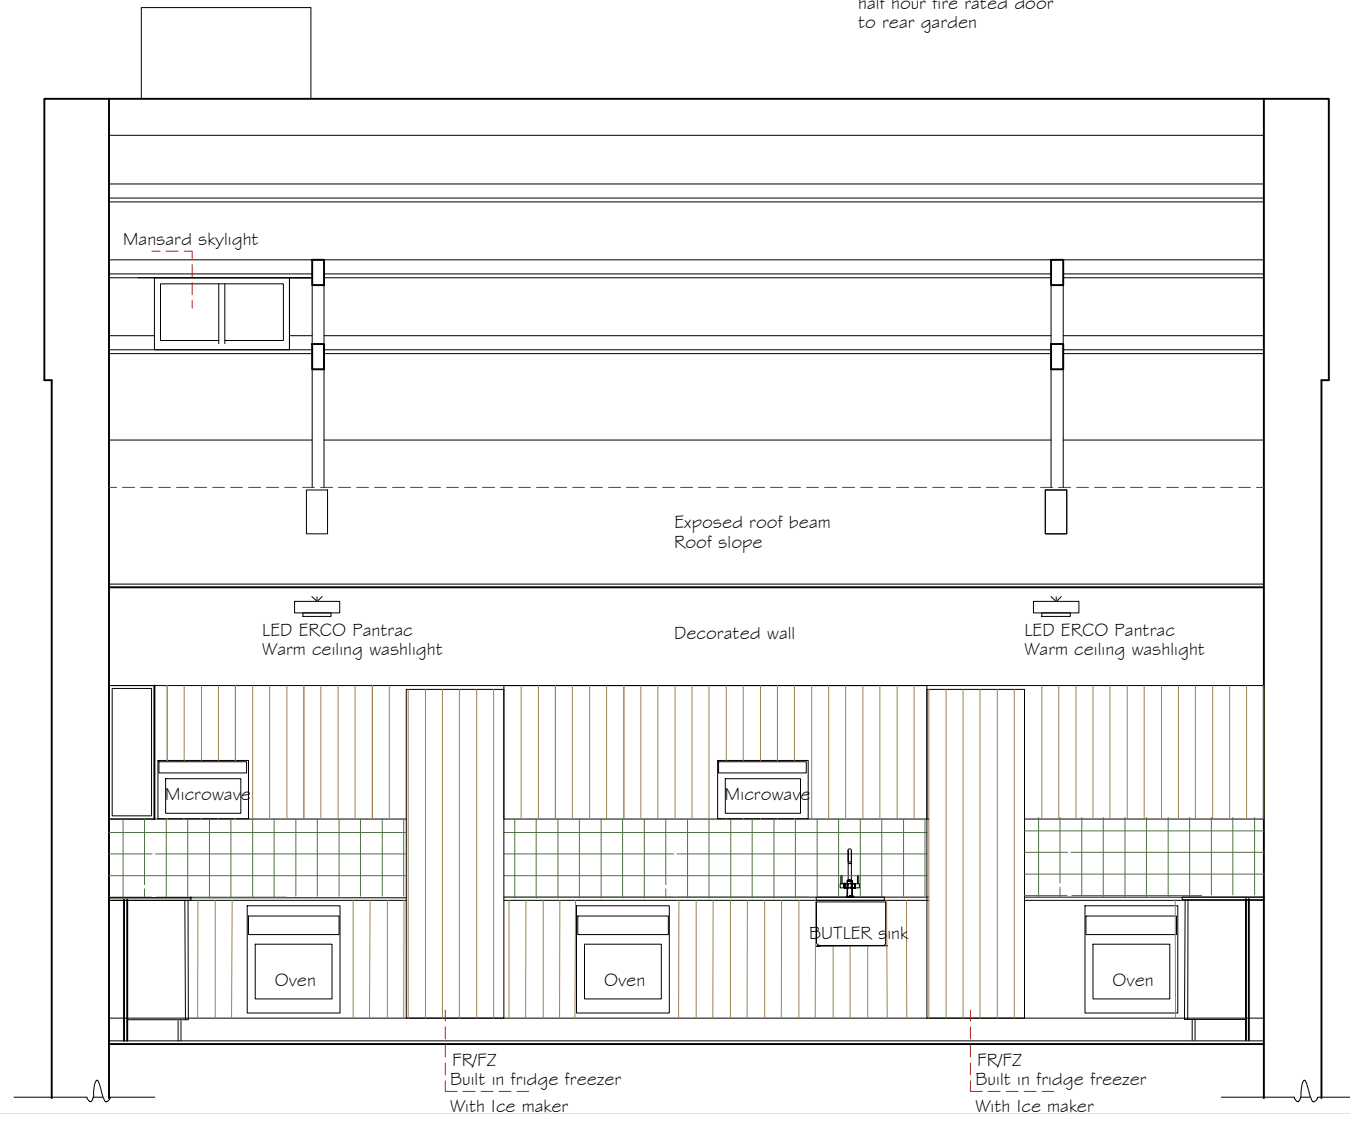 half hour fire rated door
to rear garden
Mansard skylight
Exposed roof beam
Roof slope
LED ERCO Pantrac
Warm ceiling washlight
Decorated wall
LED ERCO Pantrac
Warm ceiling washlight
Microwave
Microwave
BUTLER sink
Oven
Oven
Oven
FR/FZ
Built in fridge freezer
With Ice maker
FR/FZ
Built in fridge freezer
With Ice maker